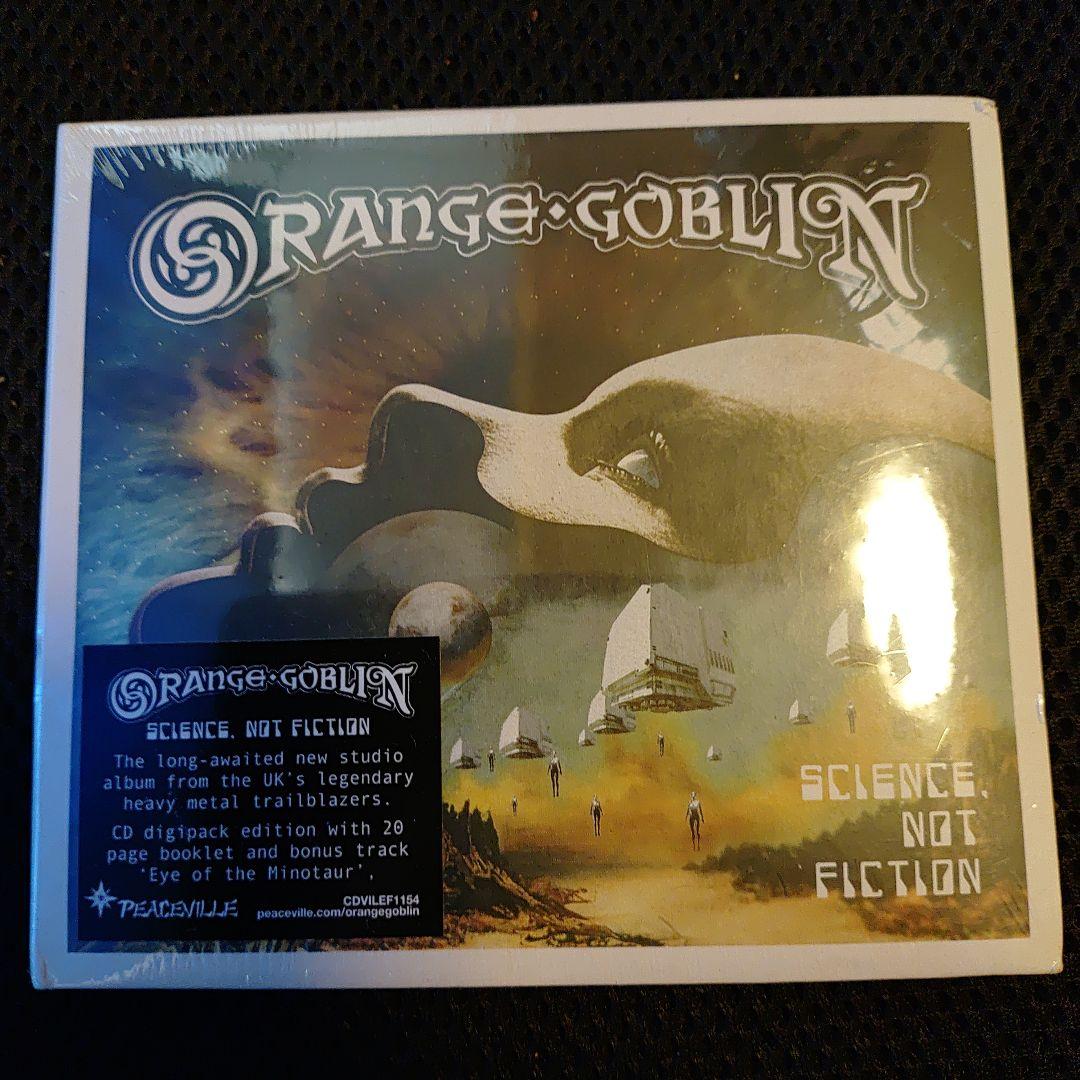 ORANGE·GOBLIN
SCIENCE,
NOT
FICTION
ORANGE·GOBLIN
SCIENCE, NOT FICTION
The long-awaited new studio
album from the UK's legendary
heavy metal trailblazers.
CD digipack edition with 20
page booklet and bonus track
'Eye of the Minotaur',
PEACEVILLE
CDVILEF1154
peaceville.com/orangegoblin